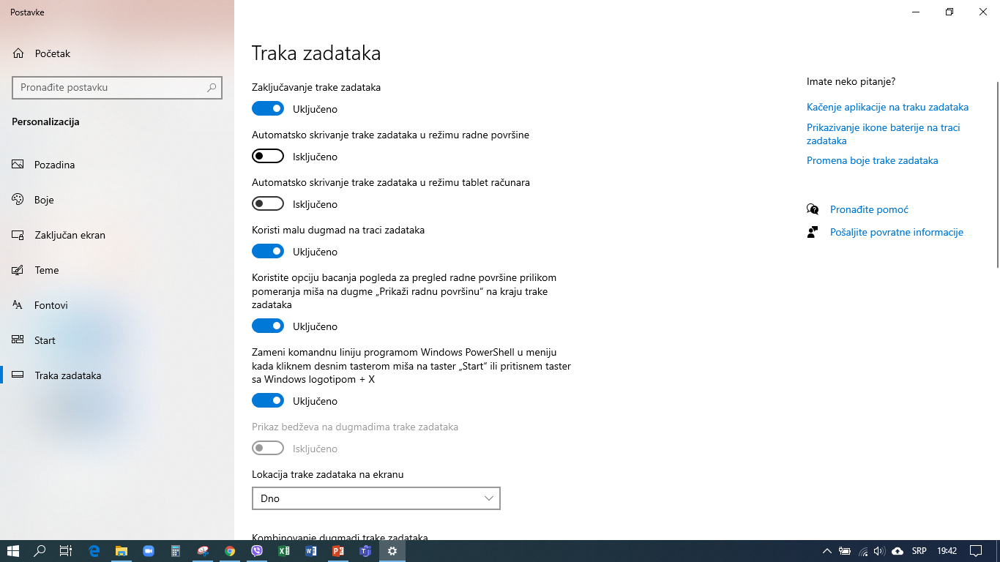 Postavke
Početak
Pronađite postavku
Personalizacija
Pozadina
Boje
Zaključan ekran
Teme
Fontovi
Start
Traka zadataka
Traka zadataka
Zaključavanje trake zadataka
Uključeno
Automatsko skrivanje trake zadataka u režimu radne površine
Isključeno
Automatsko skrivanje trake zadataka u režimu tablet računara
Isključeno
Koristi malu dugmad na traci zadataka
Uključeno
Koristite opciju bacanja pogleda za pregled radne površine prilikom
pomeranja miša na dugme „Prikaži radnu površinu“ na kraju trake
zadataka
Uključeno
Zameni komandnu liniju programom Windows PowerShell u meniju
kada kliknem desnim tasterom miša na taster „Start“ ili pritisnem taster
sa Windows logotipom + X
Uključeno
Prikaz bedževa na dugmadima trake zadataka
Isključeno
Lokacija trake zadataka na ekranu
Dno
Kombinovanje dugmadi trake zadataka
Imate neko pitanje?
Kačenje aplikacije na traku zadataka
Prikazivanje ikone baterije na traci
zadataka
Promena boje trake zadataka
Pronađite pomoć
Pošaljite povratne informacije
SRP
19:42